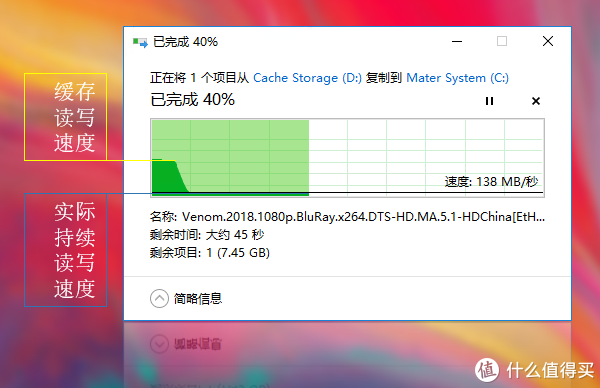 已完成 40%
正在将 1 个项目从 Cache Storage (D:) 复制到 Mater System (C:)
已完成 40%
缓存
读写
速度
速度: 138 MB/秒
实际
持续
读写
速度
名称: Venom.2018.1080p.BluRay.x264.DTS-HD.MA.5.1-HDChina[EtH...
剩余时间: 大约 45 秒
剩余项目: 1 (7.45 GB)
简略信息
值 什么值得买